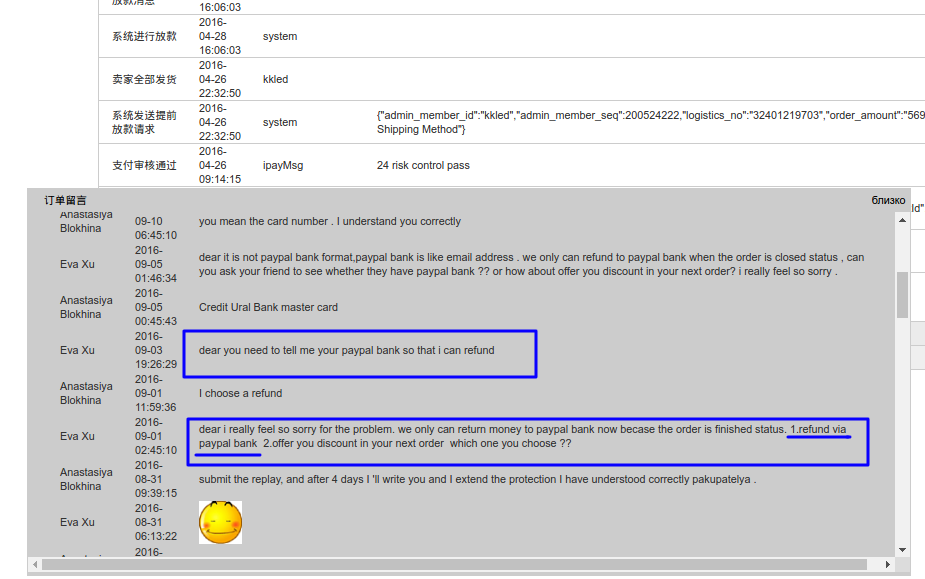 放款消息
16:06:03
系统进行放款
2016-
04-28
16:06:03
system
卖家全部发货
2016-
04-26
22:32:50
kkled
系统发送提前
放款请求
2016-
04-26
22:32:50
system
{"admin_member_id":"kkled","admin_member_seq":200524222,"logistics_no":"32401219703","order_amount":"569
Shipping Method"}
支付审核通过
2016-
04-26
09:14:15
ipayMsg
24 risk control pass
订单留言
близко
ld"
Anastasiya
Blokhina
09-10
06:45:10
you mean the card number . I understand you correctly
Eva Xu
2016-
09-05
01:46:34
dear it is not paypal bank format,paypal bank is like email address . we only can refund to paypal bank when the order is closed status , can
you ask your friend to see whether they have paypal bank ?? or how about offer you discount in your next order? i really feel so sorry .
Anastasiya
Blokhina
2016-
09-05
00:45:43
Credit Ural Bank master card
Eva Xu
2016-
09-03
19:26:29
dear you need to tell me your paypal bank so that i can refund
Anastasiya
Blokhina
2016-
09-01
11:59:36
I choose a refund
Eva Xu
2016-
09-01
02:45:10
dear i really feel so sorry for the problem. we only can return money to paypal bank now becase the order is finished status. 1.refund via
paypal bank 2.offer you discount in your next order which one you choose ??
Anastasiya
Blokhina
2016-
08-31
09:39:15
submit the replay, and after 4 days I 'll write you and I extend the protection I have understood correctly pakupatelya .
Eva Xu
2016-
08-31
06:13:22
2016-